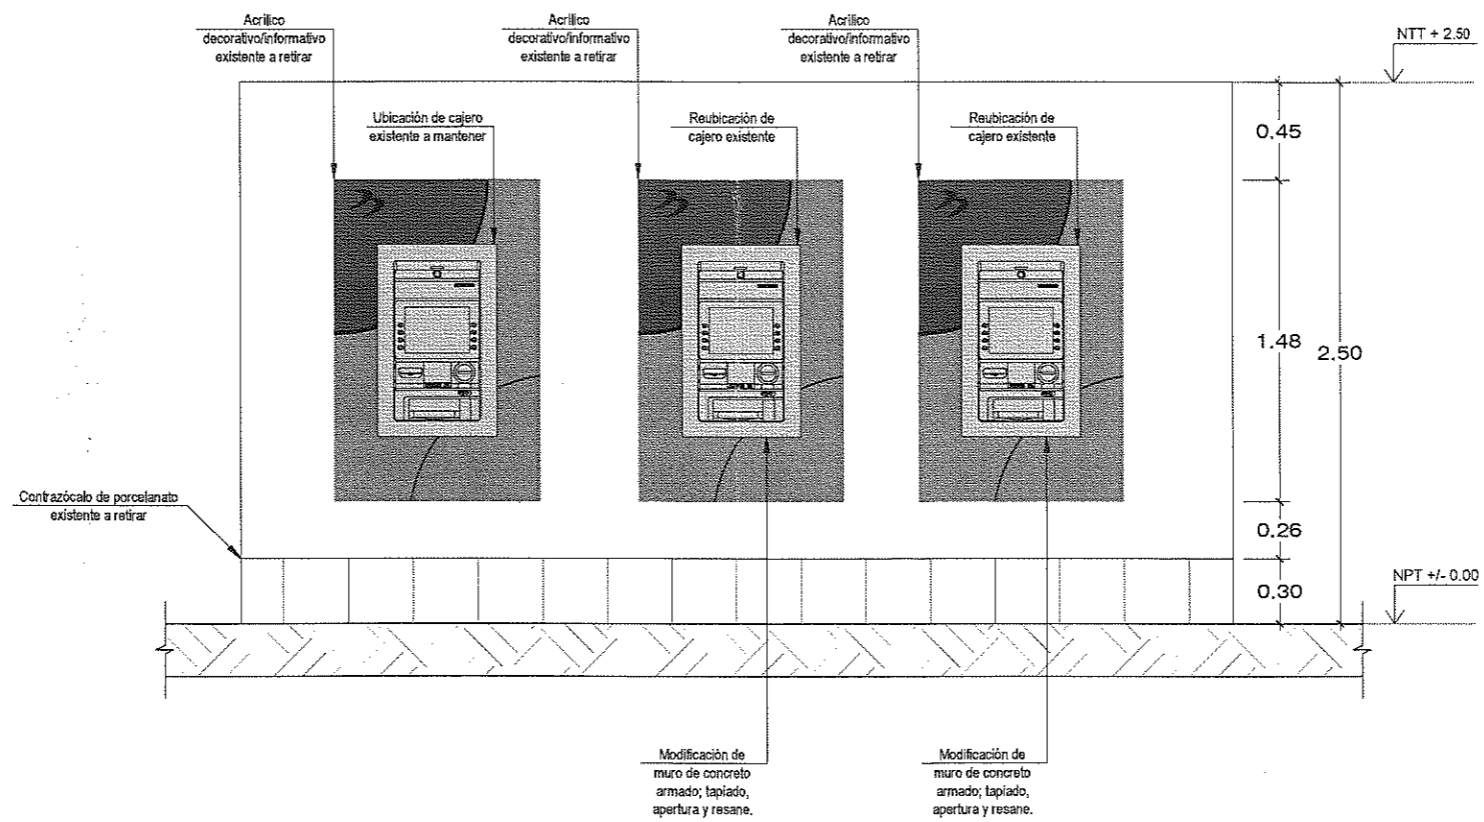 Acrílico
decorativo/informativo
existente a retirar
Acrílico
decorativo/informativo
existente a retirar
Acrílico
decorativo/informativo
existente a retirar
NTT + 2.50
Ubicación de cajero
existente a mantener
Reubicación de
cajero existente
Reubicación de
cajero existente
0.45
1.48
2.50
Contrazócalo de porcelanato
existente a retirar
0.26
0.30
NPT +/- 0.00
Modificación de
muro de concreto
armado; tapiado,
apertura y resane.
Modificación de
muro de concreto
armado; tapiado,
apertura y resane.